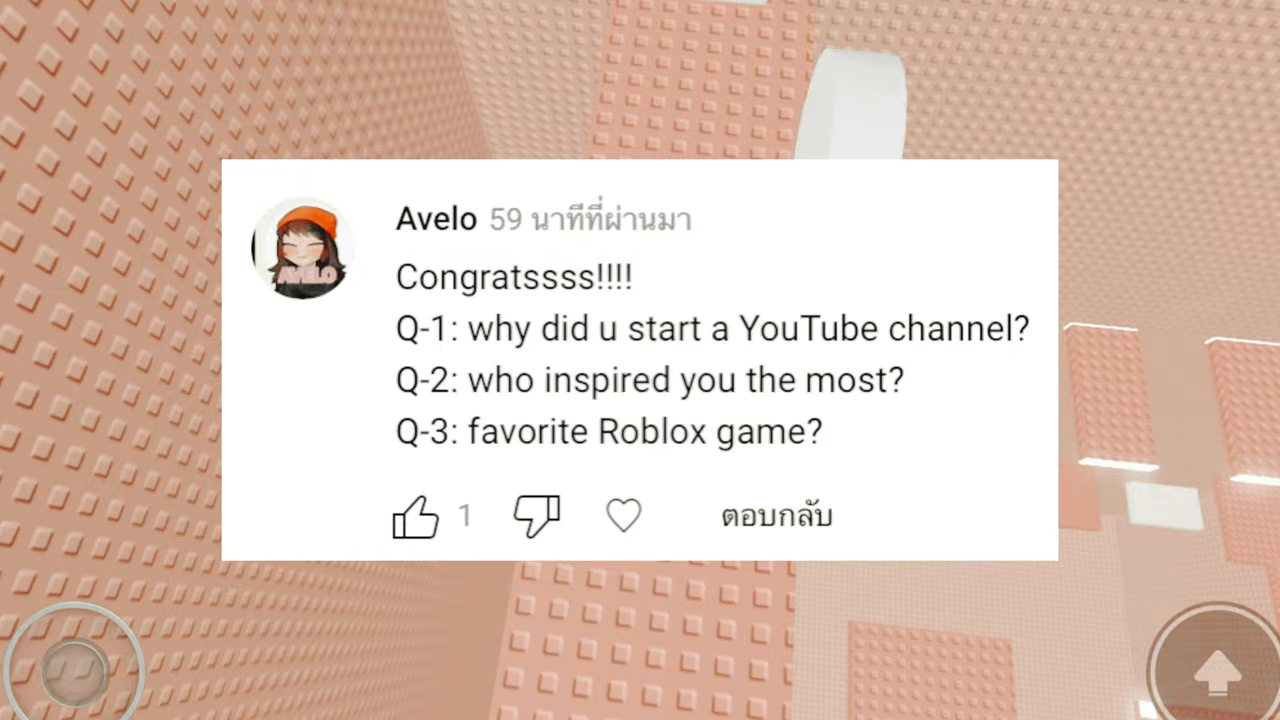 Avelo 59 นาทีที่ผ่านมา
Congratssss!!!!
Q-1: why did u start a YouTube channel?
Q-2: who inspired you the most?
Q-3: favorite Roblox game?
AVELO
1
ตอบกลับ